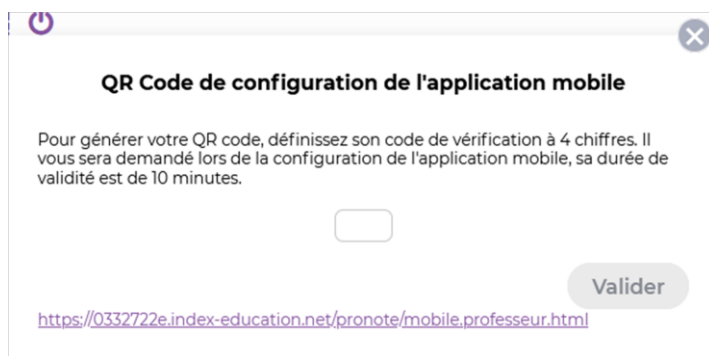 QR Code de configuration de l'application mobile
Pour générer votre QR code, définissez son code de vérification à 4 chiffres. Il
vous sera demandé lors de la configuration de l'application mobile, sa durée de
validité est de 10 minutes.
Valider
https://0332722e.index-education.net/pronote/mobile.professeur.html